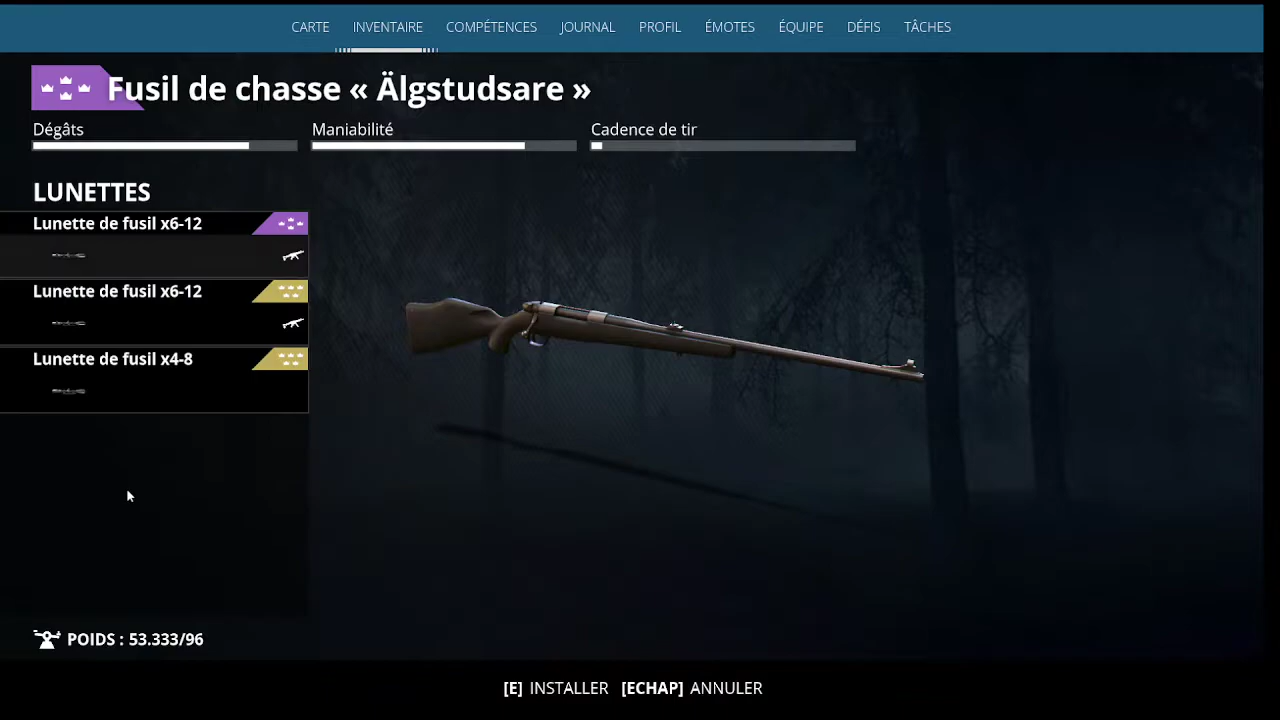 CARTE INVENTAIRE COMPÉTENCES JOURNAL PROFIL ÉMOTES ÉQUIPE DÉFIS TÂCHES
Fusil de chasse « Älgstudsare »
Dégâts Maniabilité Cadence de tir
LUNETTES
Lunette de fusil x6-12
Lunette de fusil x6-12
Lunette de fusil x4-8
POIDS : 53.333/96
[E] INSTALLER [ECHAP] ANNULER